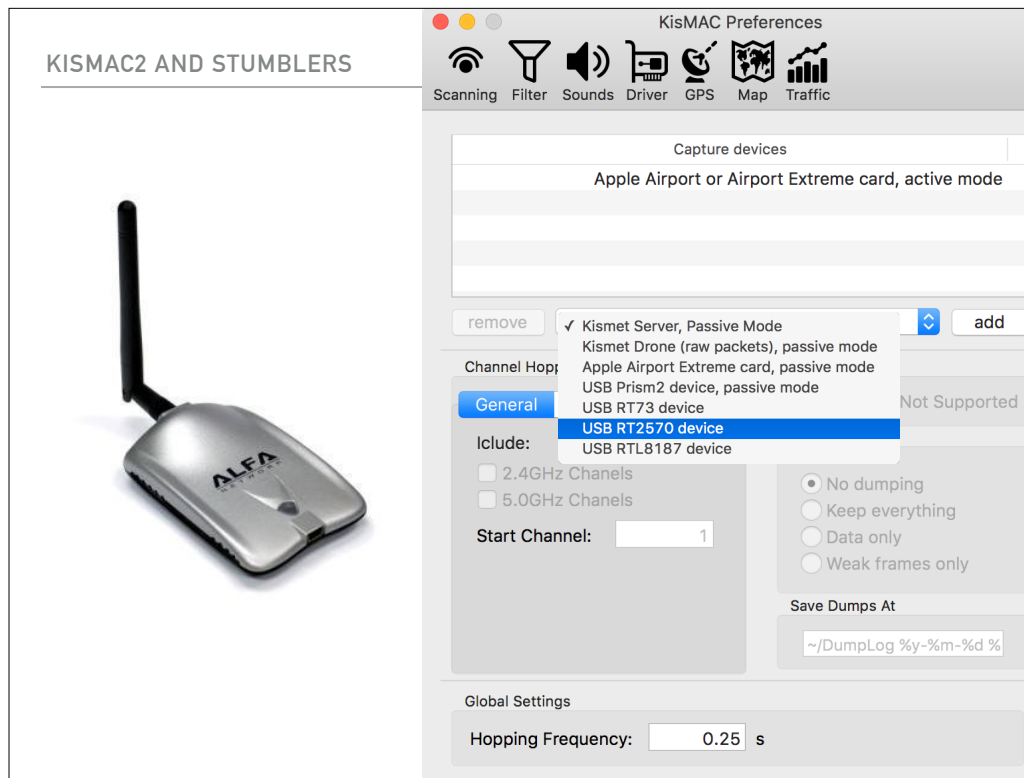 KISMAC2 AND STUMBLERS
ALFA
NETWORK
KisMAC Preferences
Scanning Filter Sounds Driver GPS Map Traffic
Capture devices
Apple Airport or Airport Extreme card, active mode
remove
✓ Kismet Server, Passive Mode
Kismet Drone (raw packets), passive mode
Apple Airport Extreme card, passive mode
USB Prism2 device, passive mode
USB RT73 device
USB RT2570 device
USB RTL8187 device
add
Channel Hopp
General
Not Supported
Iclude:
2.4GHz Chanels
5.0GHz Chanels
Start Channel: 1
No dumping
Keep everything
Data only
Weak frames only
Save Dumps At
~/DumpLog %y-%m-%d %
Global Settings
Hopping Frequency: 0.25 s